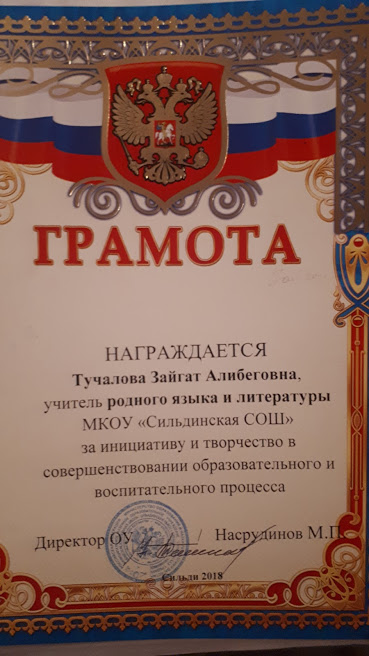 ГРАМОТА
НАГРАЖДАЕТСЯ
Тучалова Зайгат Алибеговна,
учитель родного языка и литературы
МКОУ «Сильдинская СОШ»
за инициативу и творчество в
совершенствовании образовательного и
воспитательного процесса
Директор ОУ Насрудинов М.П.
Сильди 2018